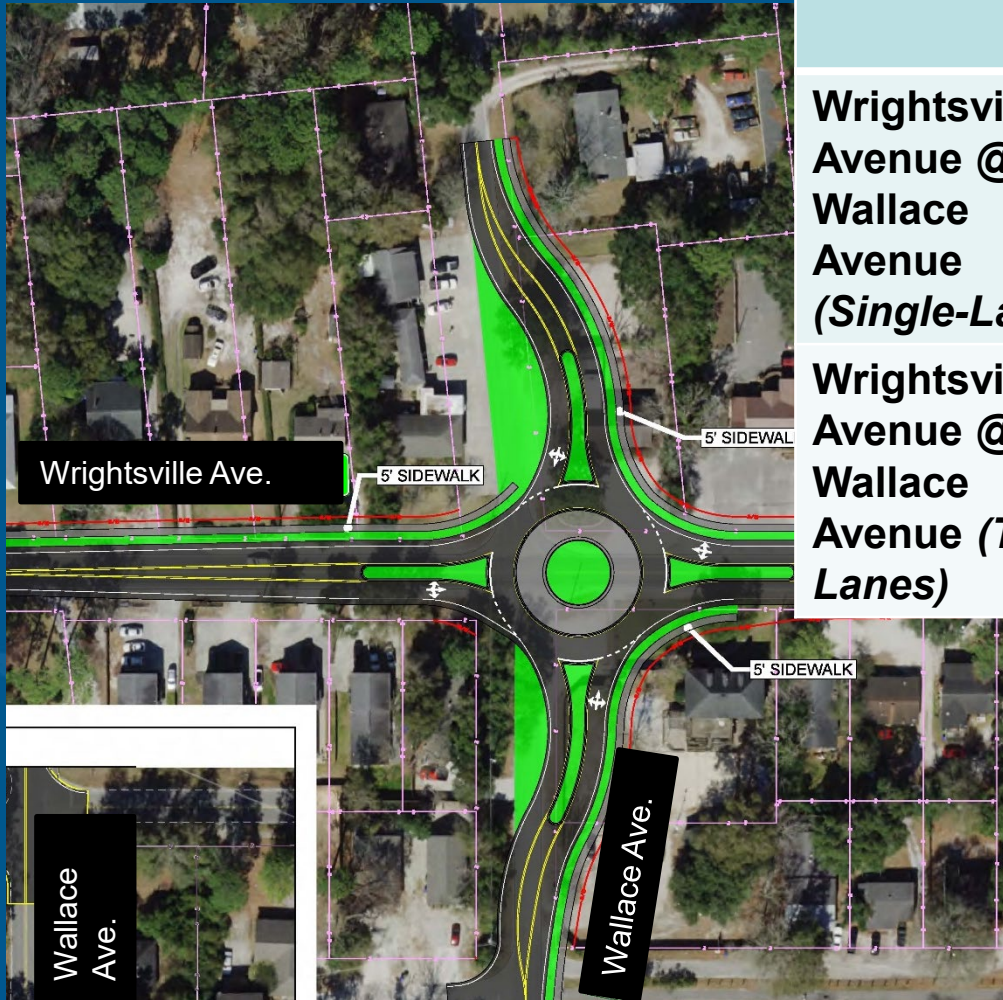 Wrightsvi
Avenue @
Wallace
Avenue
(Single-La
Wrightsvi
Avenue @
Wallace
Avenue (T
Lanes)
5' SIDEWAL
Wrightsville Ave.
5' SIDEWALK
5' SIDEWALK
Wallace Ave.
Wallace
Ave.